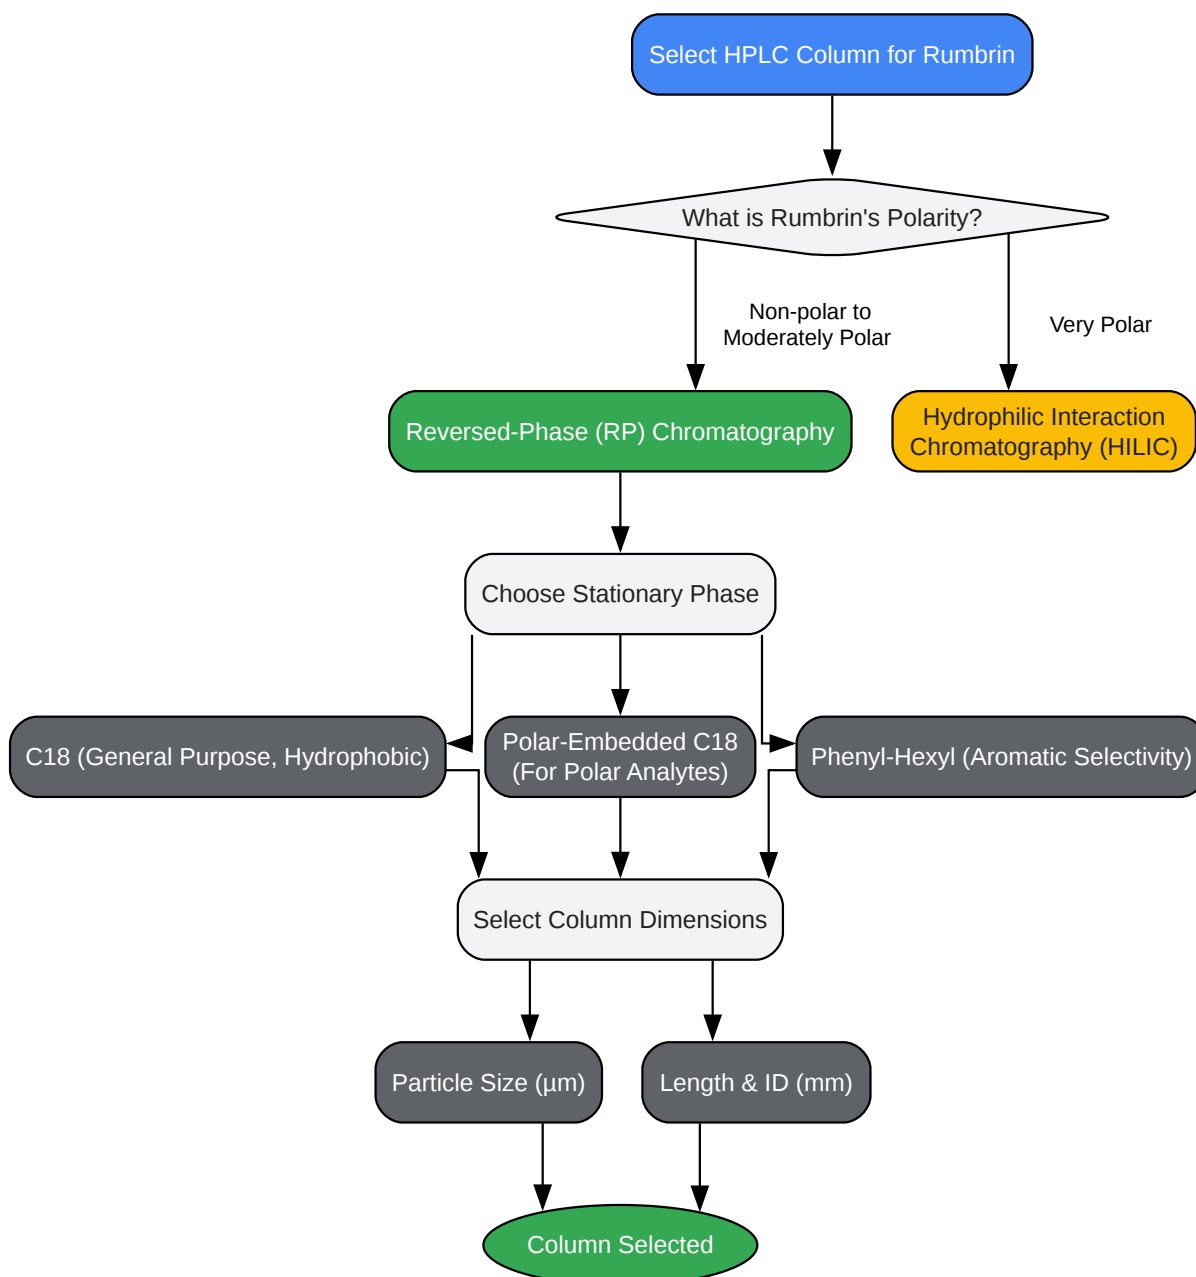 Select HPLC Column for Rumbrin
What is Rumbrin's Polarity?
Non-polar to
Moderately Polar
Very Polar
Reversed-Phase (RP) Chromatography
Hydrophilic Interaction
Chromatography (HILIC)
Choose Stationary Phase
C18 (General Purpose, Hydrophobic)
Polar-Embedded C18
(For Polar Analytes)
Phenyl-Hexyl (Aromatic Selectivity)
Select Column Dimensions
Particle Size (µm)
Length & ID (mm)
Column Selected